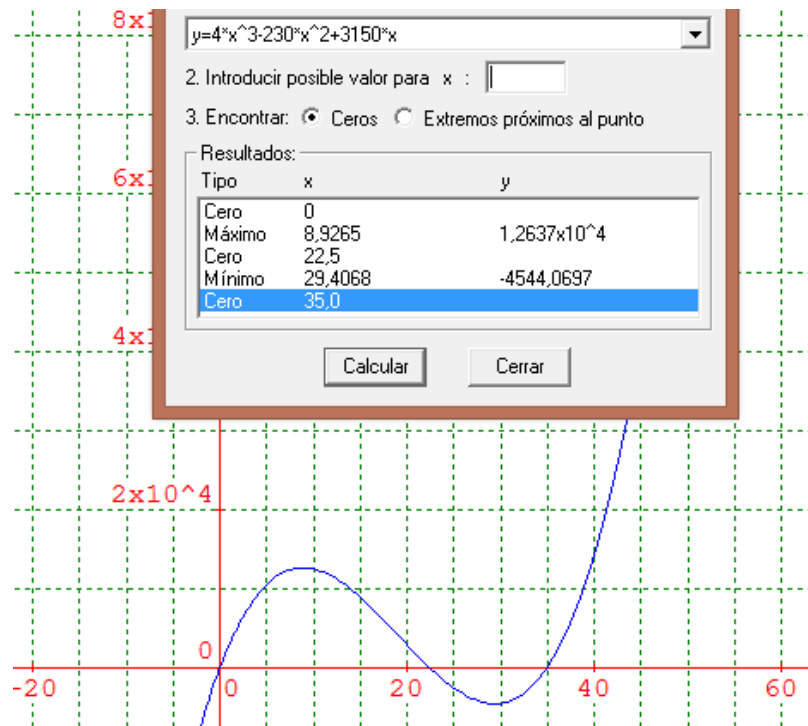 8x1
y=4*x^3-230*x^2+3150*x
2. Introducir posible valor para x :
3. Encontrar: Ceros Extremos próximos al punto
Resultados:
6x1
Tipo x y
Cero 0
Máximo 8,9265 1,2637x10^4
Cero 22,5
Mínimo 29,4068 -4544,0697
Cero 35,0
4x1
Calcular Cerrar
2x10^4
0
-20 0 20 40 60